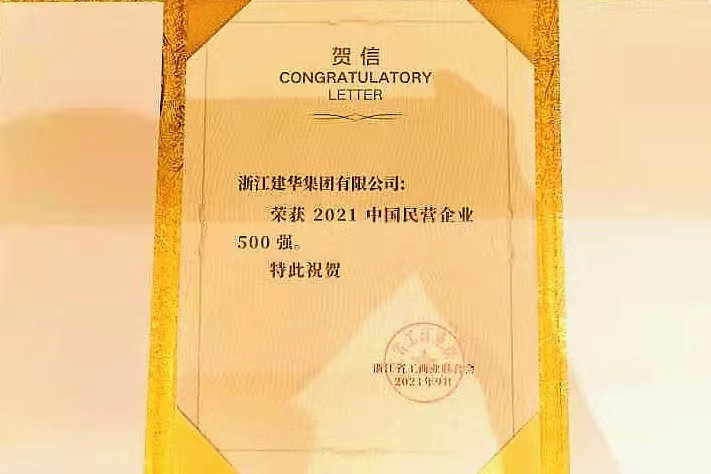 贺信
CONGRATULATORY
LETTER
浙江建华集团有限公司:
荣获 2021 中国民营企业
500 强。
特此祝贺
浙江省工商业联合会
2021年9月